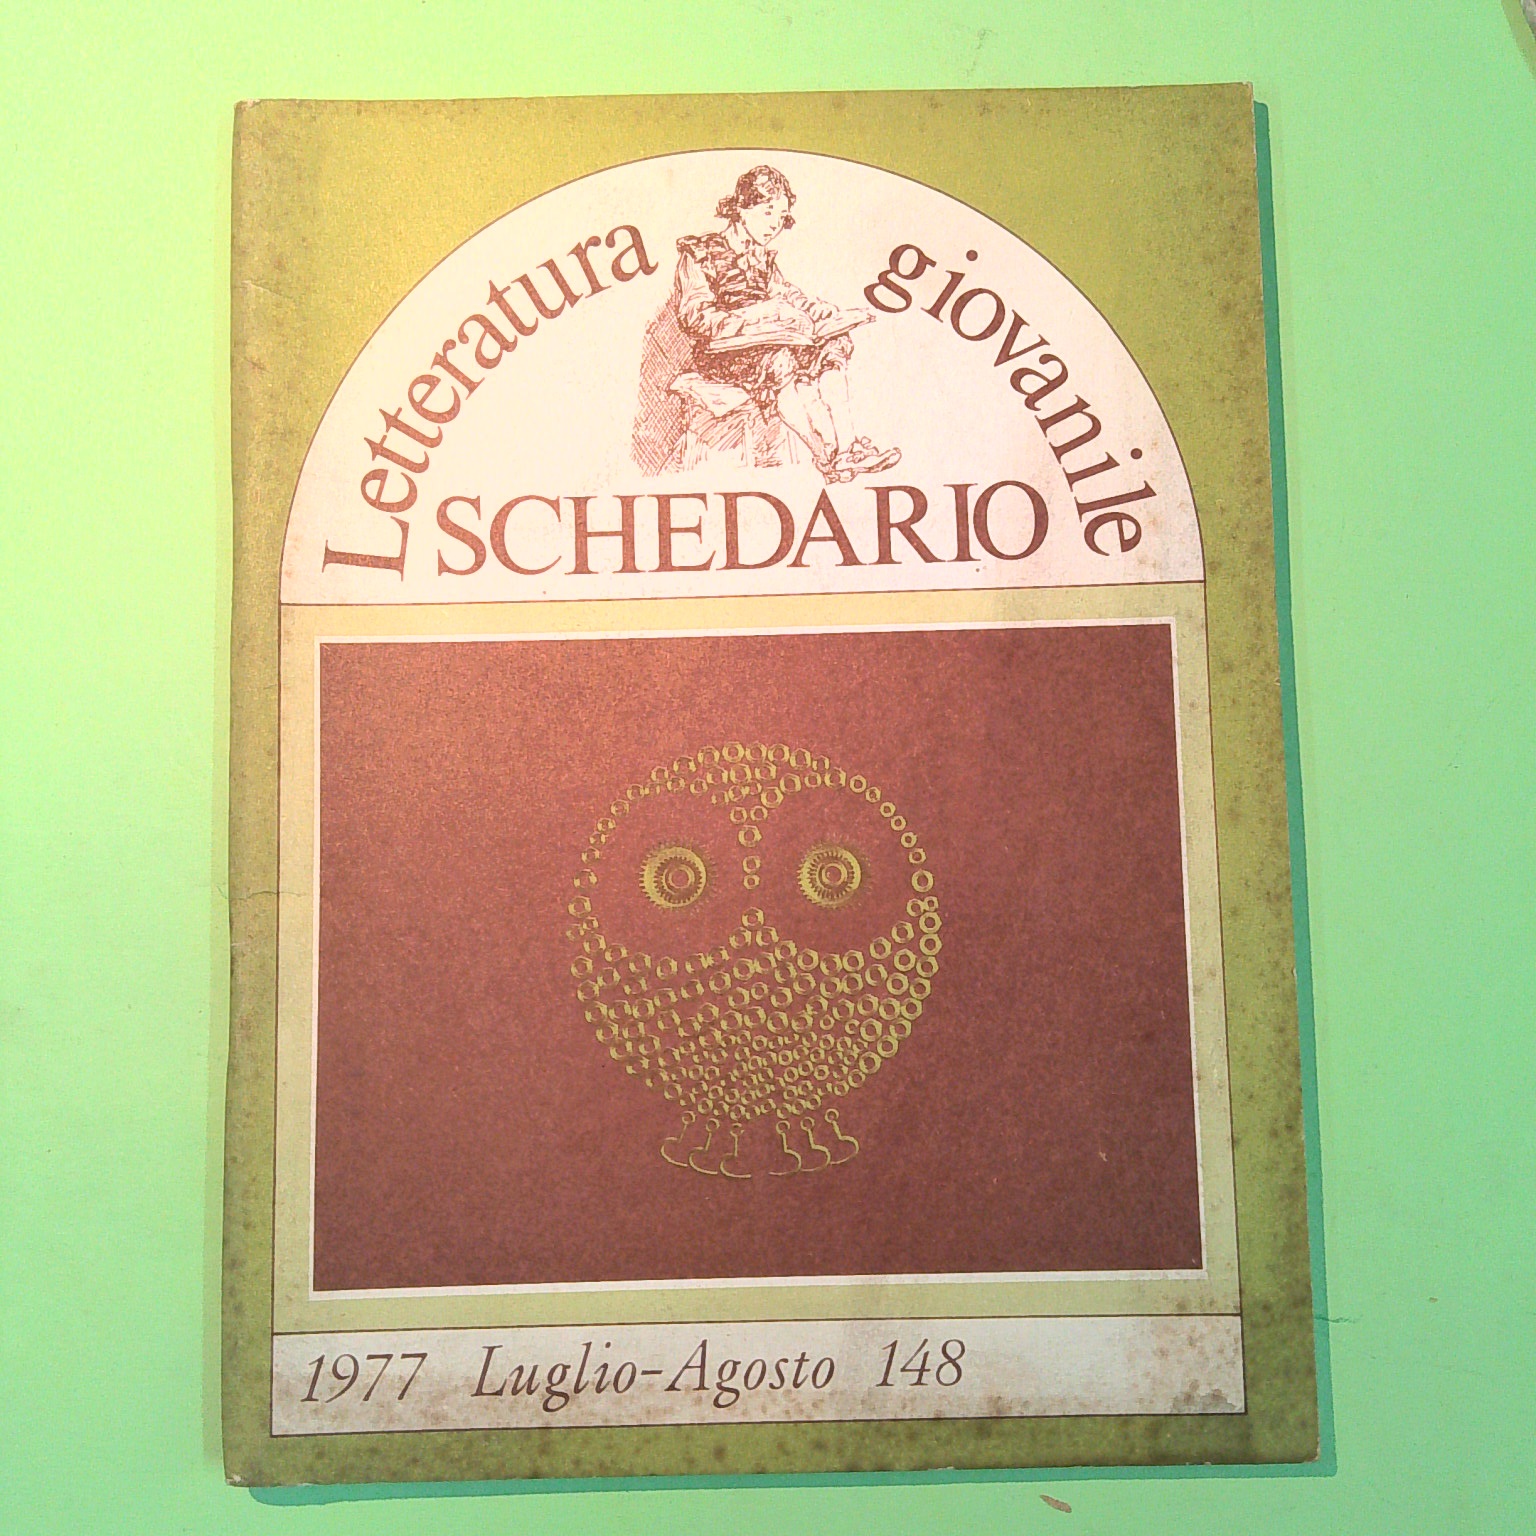 Letteratura giovanile
SCHEDARIO
1977 Luglio-Agosto 148